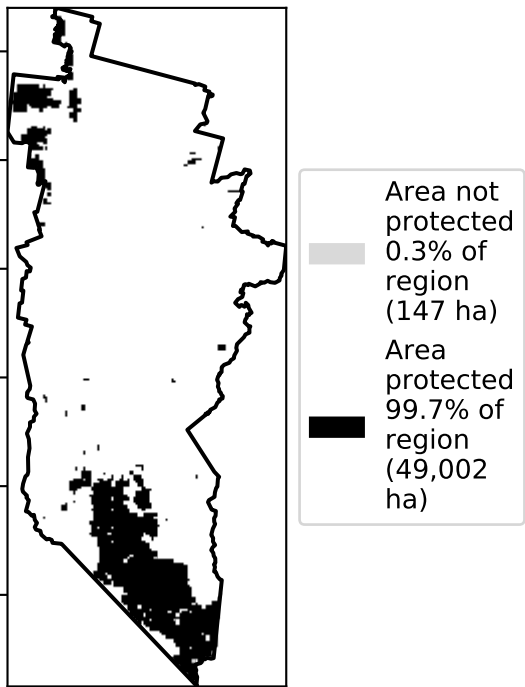 Area not
protected
0.3% of
region
(147 ha)
Area
protected
99.7% of
region
(49,002
ha)